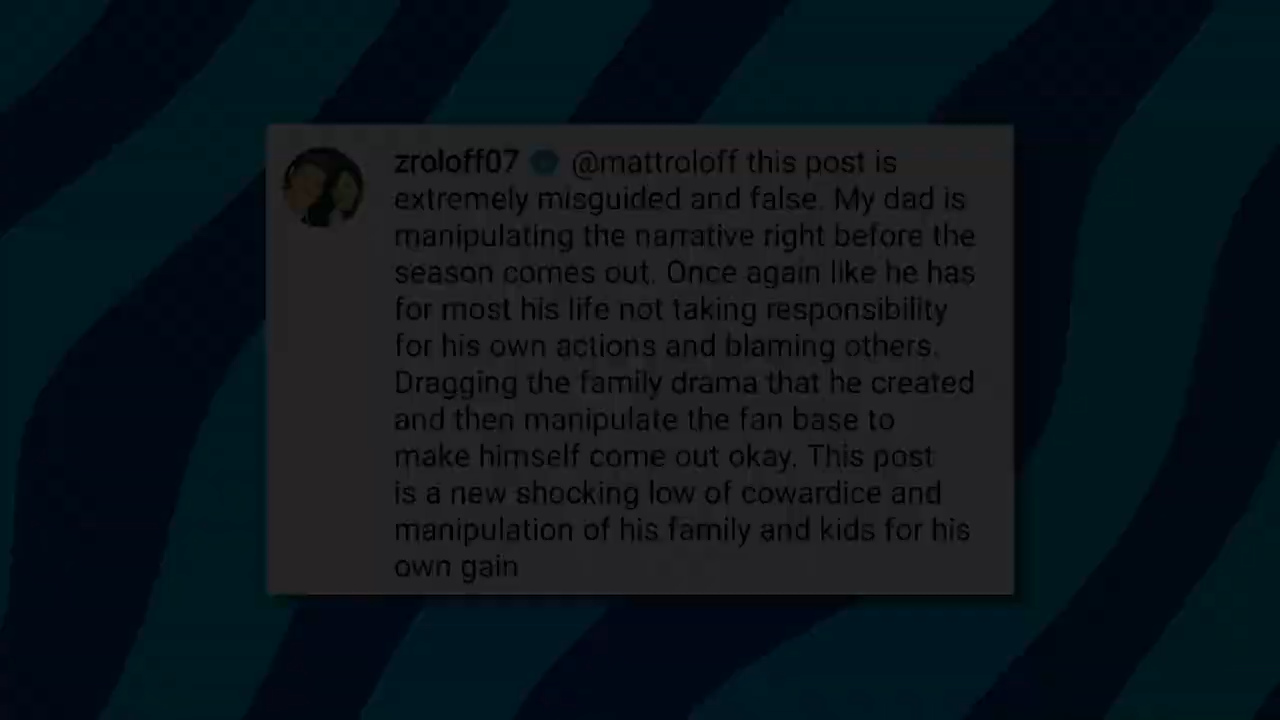 zroloff07 @mattroloff this post is
extremely misguided and false. My dad is
manipulating the narrative right before the
season comes out. Once again like he has
for most his life not taking responsibility
for his own actions and blaming others.
Dragging the family drama that he created
and then manipulate the fan base to
make himself come out okay. This post
is a new shocking low of cowardice and
manipulation of his family and kids for his
own gain